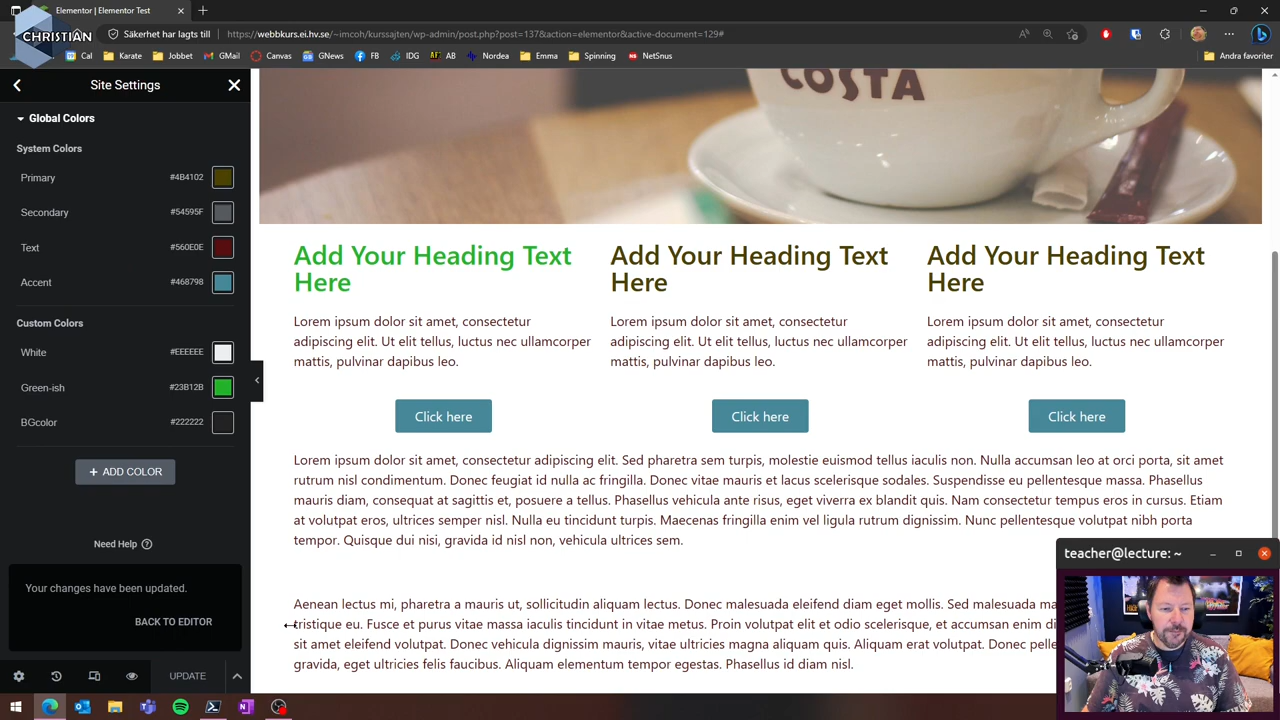 Elementor | Elementor Test
CHRISTIAN
Säkerhet har lagts till
https://webbkurs.ei.hv.se/~imcoh/kurssajten/wp-admin/post.php?post=137&action=elementor&active-document=129#
Cal
Karate
Jobbet
GMail
Canvas
GNews
FB
IDG
AB
Nordea
Emma
Spinning
NetSnus
Andra favoriter
Site Settings
Global Colors
System Colors
Primary #4B4102
Secondary #54595F
Text #560E0E
Accent #468798
Custom Colors
White #EEEEEE
Green-ish #23B12B
BGcolor #222222
+ ADD COLOR
Need Help ?
Your changes have been updated.
BACK TO EDITOR
UPDATE
COSTA
Add Your Heading Text
Here
Lorem ipsum dolor sit amet, consectetur
adipiscing elit. Ut elit tellus, luctus nec ullamcorper
mattis, pulvinar dapibus leo.
Click here
Add Your Heading Text
Here
Lorem ipsum dolor sit amet, consectetur
adipiscing elit. Ut elit tellus, luctus nec ullamcorper
mattis, pulvinar dapibus leo.
Click here
Add Your Heading Text
Here
Lorem ipsum dolor sit amet, consectetur
adipiscing elit. Ut elit tellus, luctus nec ullamcorper
mattis, pulvinar dapibus leo.
Click here
Lorem ipsum dolor sit amet, consectetur adipiscing elit. Sed pharetra sem turpis, molestie euismod tellus iaculis non. Nulla accumsan leo at orci porta, sit amet
rutrum nisl condimentum. Donec feugiat id nulla ac fringilla. Donec vitae mauris et lacus scelerisque sodales. Suspendisse eu pellentesque massa. Phasellus
mauris diam, consequat at sagittis et, posuere a tellus. Phasellus vehicula ante risus, eget viverra ex blandit quis. Nam consectetur tempus eros in cursus. Etiam
at volutpat eros, ultrices semper nisl. Nulla eu tincidunt turpis. Maecenas fringilla enim vel ligula rutrum dignissim. Nunc pellentesque volutpat nibh porta
tempor. Quisque dui nisi, gravida id nisl non, vehicula ultrices sem.
Aenean lectus mi, pharetra a mauris ut, sollicitudin aliquam lectus. Donec malesuada eleifend diam eget mollis. Sed malesuada ma
tristique eu. Fusce et purus vitae massa iaculis tincidunt in vitae metus. Proin volutpat elit et odio scelerisque, et accumsan enim di
sit amet eleifend volutpat. Donec vehicula dignissim mauris, vitae ultricies magna aliquam quis. Aliquam erat volutpat. Donec pelle
gravida, eget ultricies felis faucibus. Aliquam elementum tempor egestas. Phasellus id diam nisl.
teacher@lecture: ~